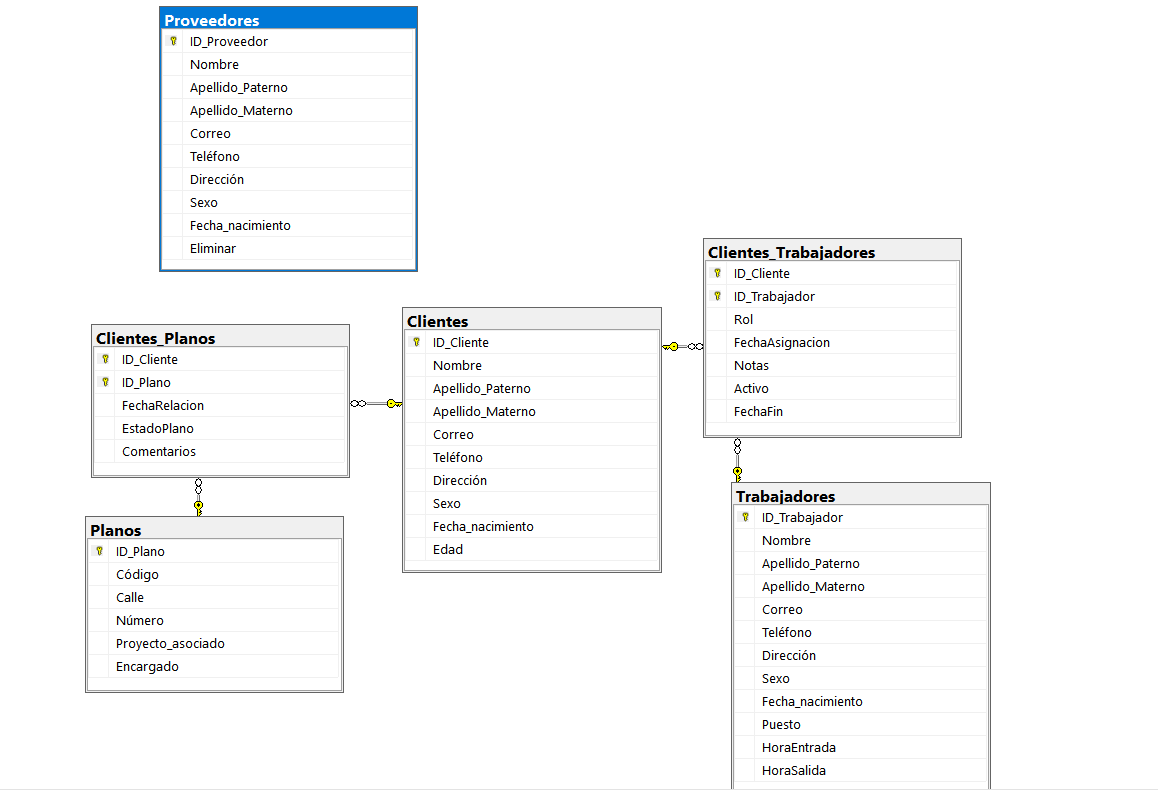 Proveedores
ID_Proveedor
Nombre
Apellido_Paterno
Apellido_Materno
Correo
Teléfono
Dirección
Sexo
Fecha_nacimiento
Eliminar
Clientes_Planos
ID_Cliente
ID_Plano
FechaRelacion
EstadoPlano
Comentarios
Planos
ID_Plano
Código
Calle
Número
Proyecto_asociado
Encargado
Clientes
ID_Cliente
Nombre
Apellido_Paterno
Apellido_Materno
Correo
Teléfono
Dirección
Sexo
Fecha_nacimiento
Edad
Clientes_Trabajadores
ID_Cliente
ID_Trabajador
Rol
FechaAsignacion
Notas
Activo
FechaFin
Trabajadores
ID_Trabajador
Nombre
Apellido_Paterno
Apellido_Materno
Correo
Teléfono
Dirección
Sexo
Fecha_nacimiento
Puesto
HoraEntrada
HoraSalida